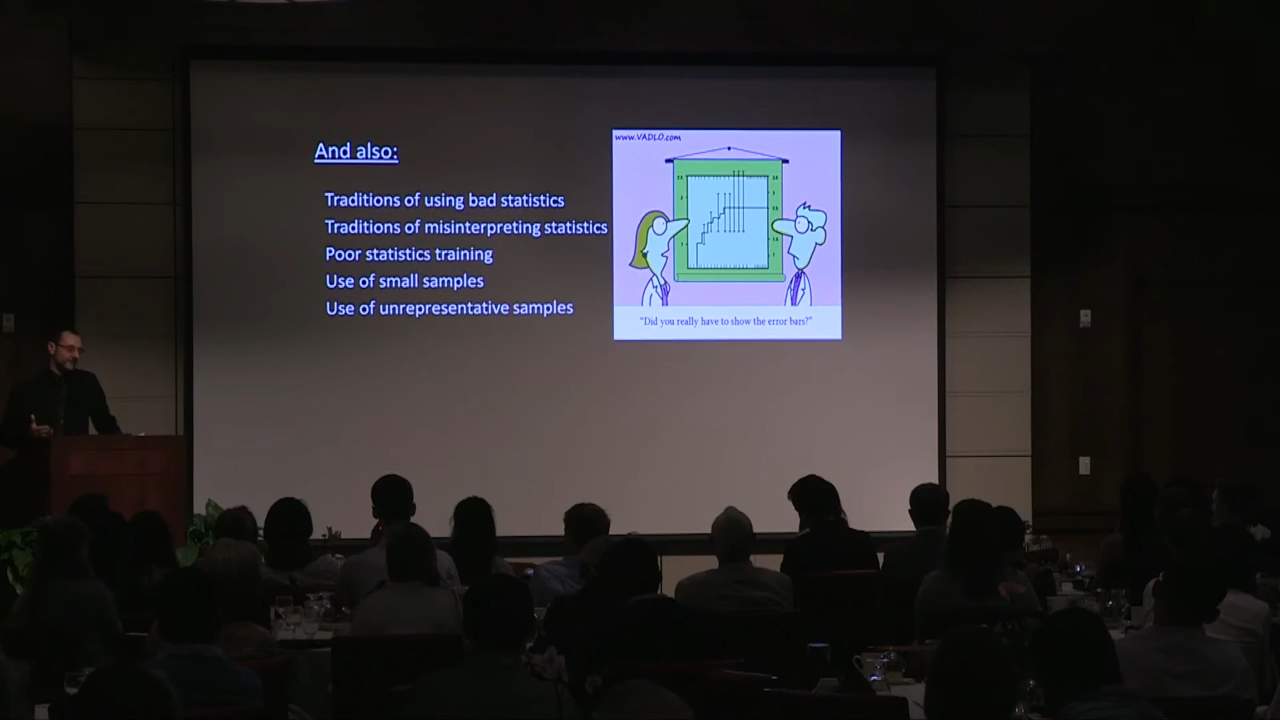 And also:
Traditions of using bad statistics
Traditions of misinterpreting statistics
Poor statistics training
Use of small samples
Use of unrepresentative samples
www.VADLO.com
"Did you really have to show the error bars?"